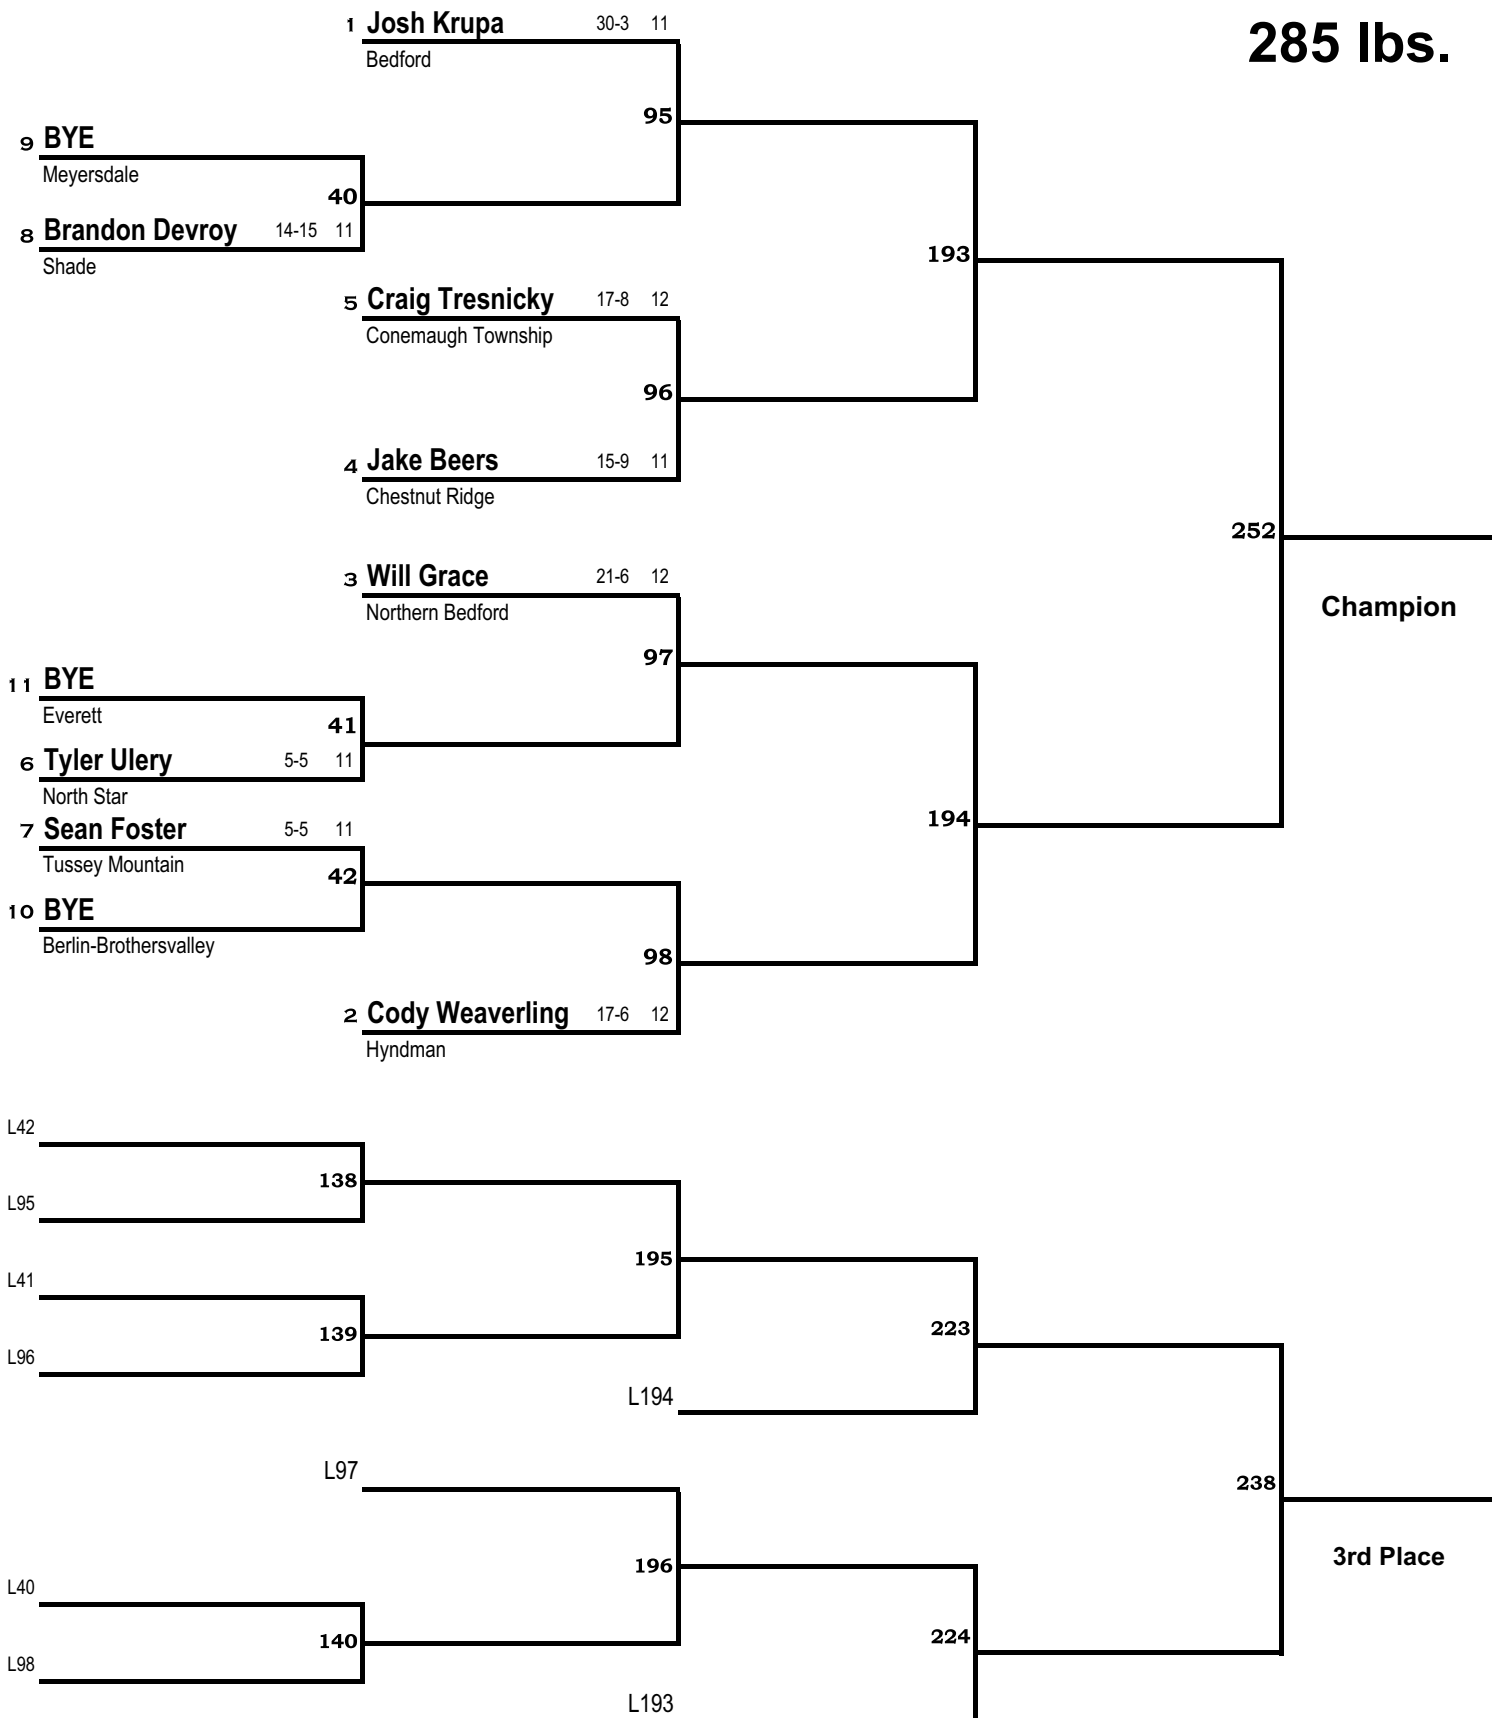 285 lbs.
1 Josh Krupa 30-3 11
Bedford
95
9 BYE
Meyersdale
40
8 Brandon Devroy 14-15 11
Shade
193
5 Craig Tresnicky 17-8 12
Conemaugh Township
96
4 Jake Beers 15-9 11
Chestnut Ridge
252
3 Will Grace 21-6 12
Northern Bedford
Champion
97
11 BYE
Everett
41
6 Tyler Ulery 5-5 11
North Star
194
7 Sean Foster 5-5 11
Tussey Mountain
42
10 BYE
Berlin-Brothersvalley
98
2 Cody Weaverling 17-6 12
Hyndman
L42
138
L95
195
L41
139
223
L96
L194
L97
238
3rd Place
196
L40
140
224
L98
L193